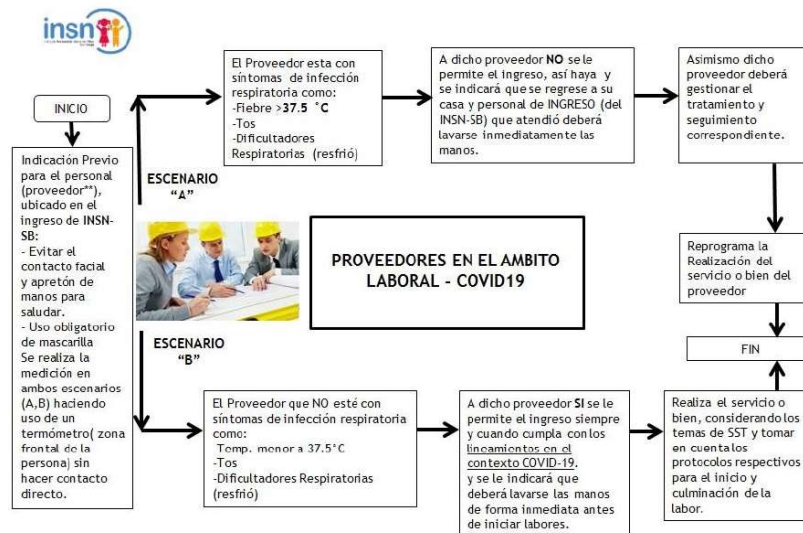 insn
INICIO
Indicación Previo
para el personal
(proveedor**),
ubicado en el
ingreso de INSN-
SB:
- Evitar el
contacto facial
y apretón de
manos para
saludar.
- Uso obligatorio
de mascarilla
Se realiza la
medición en
ambos escenarios
(A,B) haciendo
uso de un
termómetro( zona
frontal de la
persona) sin
hacer contacto
directo.
ESCENARIO
“A”
El Proveedor esta con
síntomas de infección
respiratoria como:
-Fiebre >37.5 °C
-Tos
-Dificultadores
Respiratorias (resfrió)
A dicho proveedor NO se le
permite el ingreso, así haya y
se indicará que se regrese a su
casa y personal de INGRESO (del
INSN-SB) que atendió deberá
lavarse inmediatamente las
manos.
Asimismo dicho
proveedor deberá
gestionar el
tratamiento y
seguimiento
correspondiente.
Reprograma la
Realización del
servicio o bien del
proveedor
FIN
PROVEEDORES EN EL AMBITO
LABORAL - COVID19
ESCENARIO
“B”
El Proveedor que NO esté con
síntomas de infección respiratoria
como:
-Temp. menor a 37.5°C
-Tos
-Dificultadores Respiratorias
(resfrió)
A dicho proveedor SI se le
permite el ingreso siempre
y cuando cumpla con los
lineamientos en el
contexto COVID-19.
y se le indicará que
deberá lavarse las manos
de forma inmediata antes
de iniciar labores.
Realiza el servicio o
bien, considerando los
temas de SST y tomar
en cuenta los
protocolos respectivos
para el inicio y
culminación de la
labor.